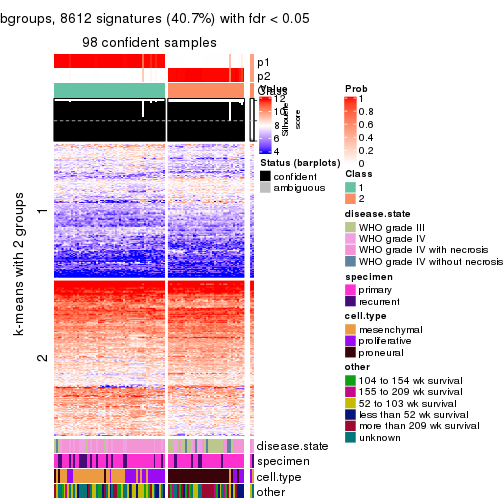 bgroups, 8612 signatures (40.7%) with fdr < 0.05
98 confident samples
p1
p2
Class
Value
12
10
8
6
4
Silhouette
score
Prob
1
0.8
0.6
0.4
0.2
0
Status (barplots)
confident
ambiguous
Class
1
2
disease.state
WHO grade III
WHO grade IV
WHO grade IV with necrosis
WHO grade IV without necrosis
specimen
primary
recurrent
cell.type
mesenchymal
proliferative
proneural
other
104 to 154 wk survival
155 to 209 wk survival
52 to 103 wk survival
less than 52 wk survival
more than 209 wk survival
unknown
k-means with 2 groups
1
2
disease.state
specimen
cell.type
other